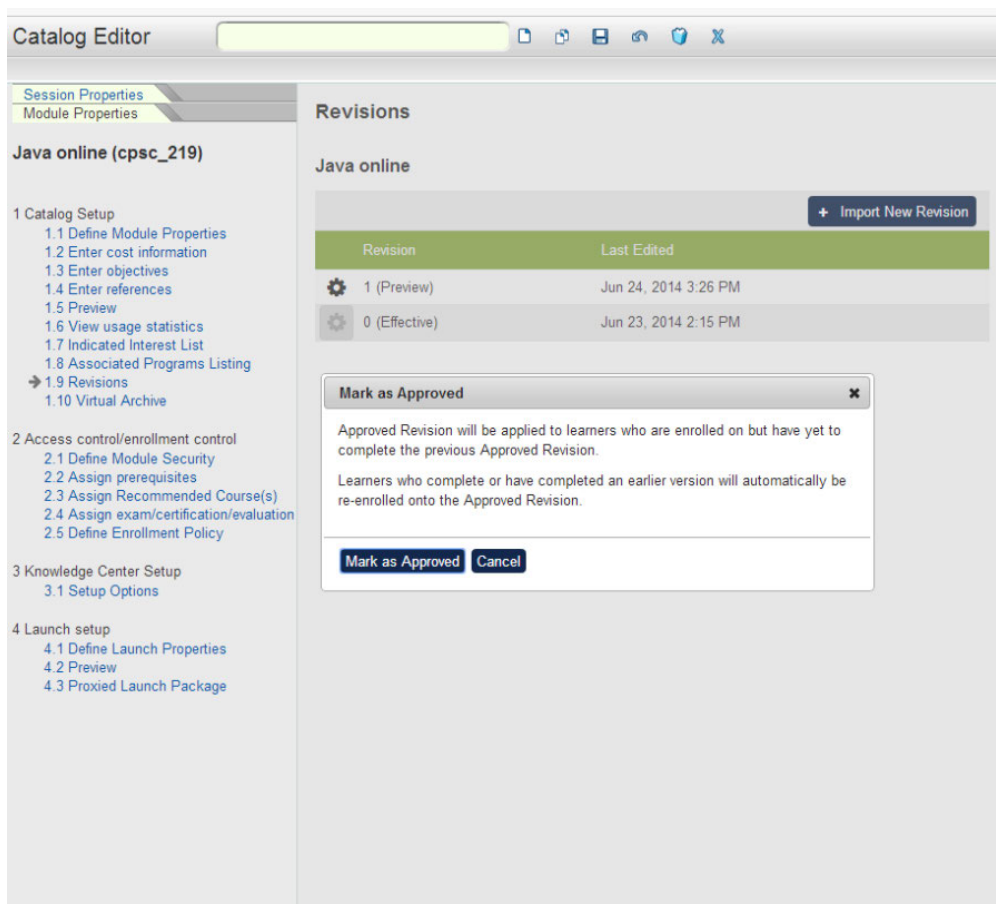 Catalog Editor
Session Properties
Module Properties
Java online (cpsc_219)
1 Catalog Setup
1.1 Define Module Properties
1.2 Enter cost information
1.3 Enter objectives
1.4 Enter references
1.5 Preview
1.6 View usage statistics
1.7 Indicated Interest List
1.8 Associated Programs Listing
1.9 Revisions
1.10 Virtual Archive
2 Access control/enrollment control
2.1 Define Module Security
2.2 Assign prerequisites
2.3 Assign Recommended Course(s)
2.4 Assign exam/certification/evaluation
2.5 Define Enrollment Policy
3 Knowledge Center Setup
3.1 Setup Options
4 Launch setup
4.1 Define Launch Properties
4.2 Preview
4.3 Proxied Launch Package
Revisions
Java online
+ Import New Revision
Revision Last Edited
1 (Preview) Jun 24, 2014 3:26 PM
0 (Effective) Jun 23, 2014 2:15 PM
Mark as Approved
Approved Revision will be applied to learners who are enrolled on but have yet to
complete the previous Approved Revision.
Learners who complete or have completed an earlier version will automatically be
re-enrolled onto the Approved Revision.
Mark as Approved Cancel